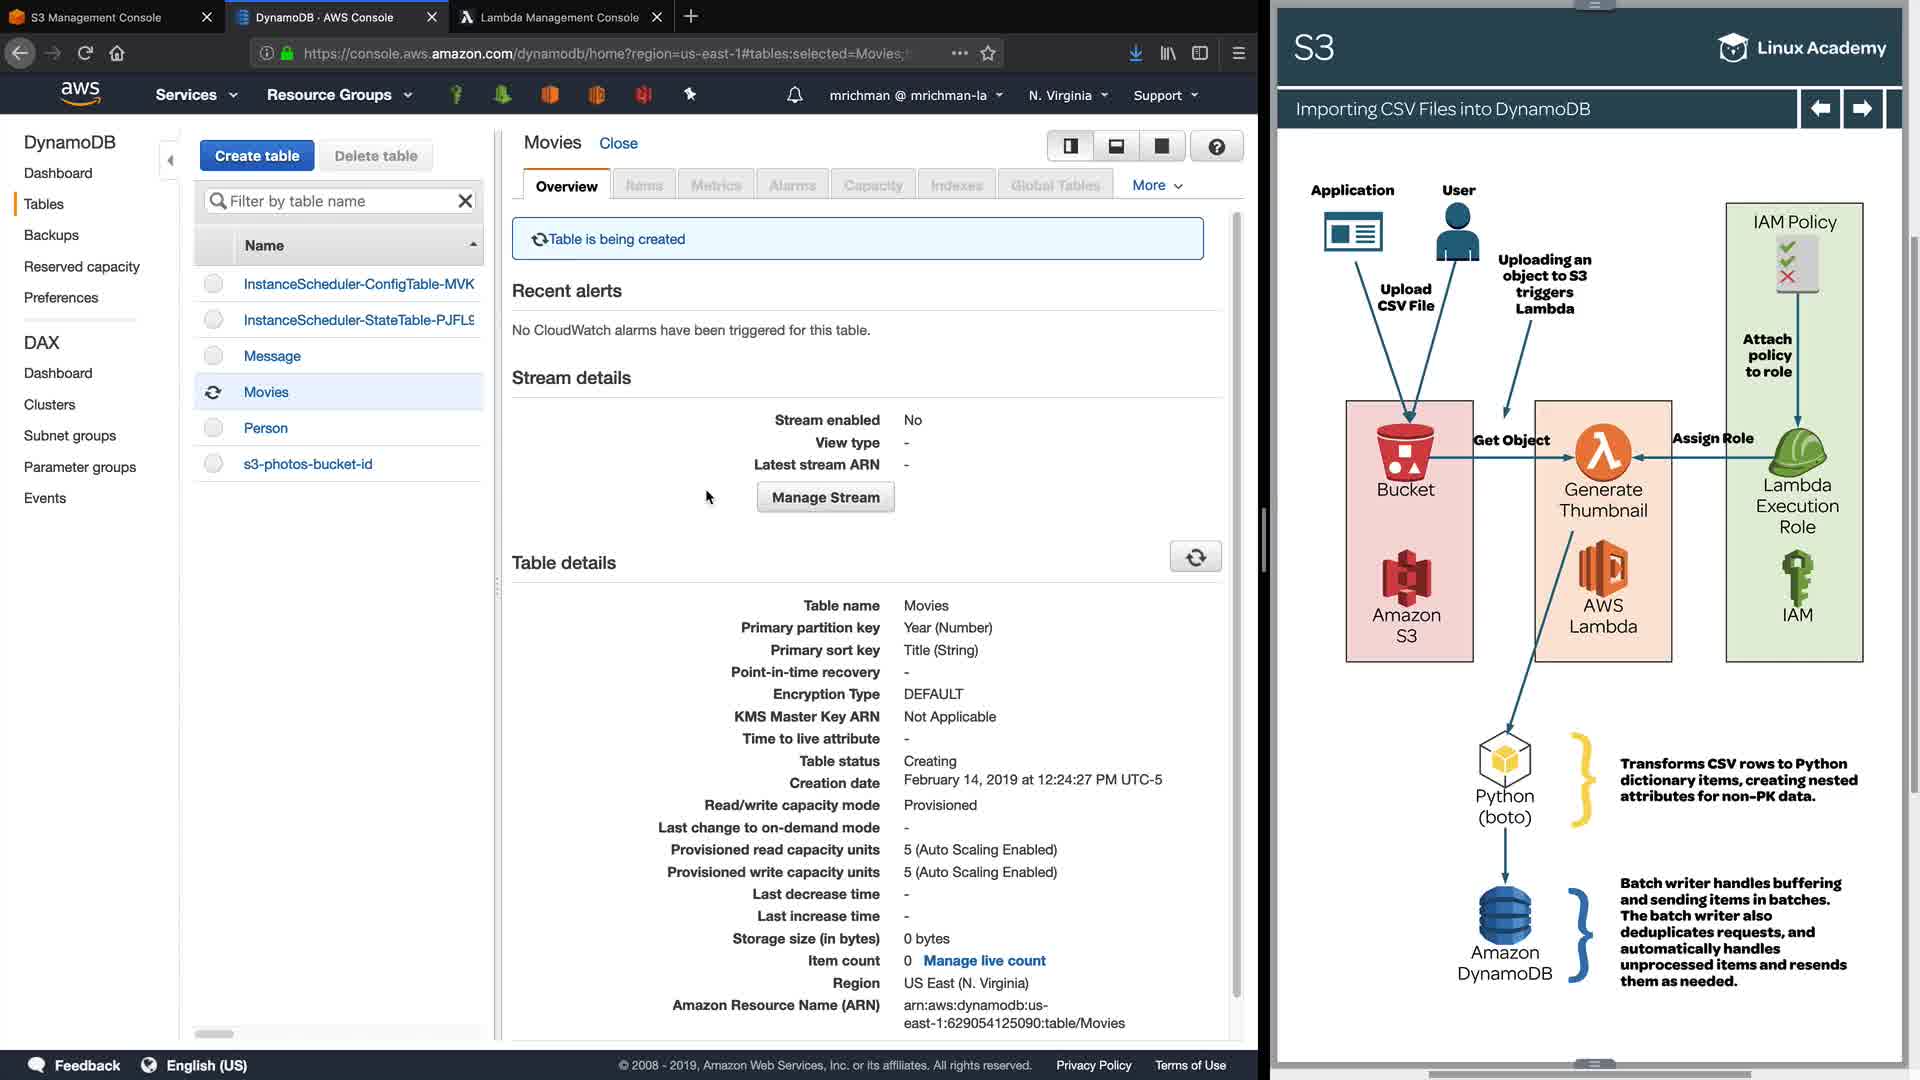 S3 Management Console
DynamoDB · AWS Console
Lambda Management Console
https://console.aws.amazon.com/dynamodb/home?region=us-east-1#tables:selected=Movies;
aws
Services
Resource Groups
mrichman @ mrichman-la
N. Virginia
Support
DynamoDB
Dashboard
Tables
Backups
Reserved capacity
Preferences
DAX
Dashboard
Clusters
Subnet groups
Parameter groups
Events
Create table
Delete table
Filter by table name
Name
InstanceScheduler-ConfigTable-MVK
InstanceScheduler-StateTable-PJFL9
Message
Movies
Person
s3-photos-bucket-id
Movies Close
Overview
Items
Metrics
Alarms
Capacity
Indexes
Global Tables
More
Table is being created
Recent alerts
No CloudWatch alarms have been triggered for this table.
Stream details
Stream enabled No
View type -
Latest stream ARN -
Manage Stream
Table details
Table name Movies
Primary partition key Year (Number)
Primary sort key Title (String)
Point-in-time recovery -
Encryption Type DEFAULT
KMS Master Key ARN Not Applicable
Time to live attribute -
Table status Creating
Creation date February 14, 2019 at 12:24:27 PM UTC-5
Read/write capacity mode Provisioned
Last change to on-demand mode -
Provisioned read capacity units 5 (Auto Scaling Enabled)
Provisioned write capacity units 5 (Auto Scaling Enabled)
Last decrease time -
Last increase time -
Storage size (in bytes) 0 bytes
Item count 0 Manage live count
Region US East (N. Virginia)
Amazon Resource Name (ARN) arn:aws:dynamodb:us-
east-1:629054125090:table/Movies
Feedback
English (US)
© 2008 - 2019, Amazon Web Services, Inc. or its affiliates. All rights reserved.
Privacy Policy
Terms of Use
S3
Linux Academy
Importing CSV Files into DynamoDB
Application
User
Upload
CSV File
Uploading an
object to S3
triggers
Lambda
IAM Policy
Attach
policy
to role
Get Object
Assign Role
Bucket
Generate
Thumbnail
Lambda
Execution
Role
Amazon
S3
AWS
Lambda
IAM
Python
(boto)
Transforms CSV rows to Python
dictionary items, creating nested
attributes for non-PK data.
Amazon
DynamoDB
Batch writer handles buffering
and sending items in batches.
The batch writer also
deduplicates requests, and
automatically handles
unprocessed items and resends
them as needed.